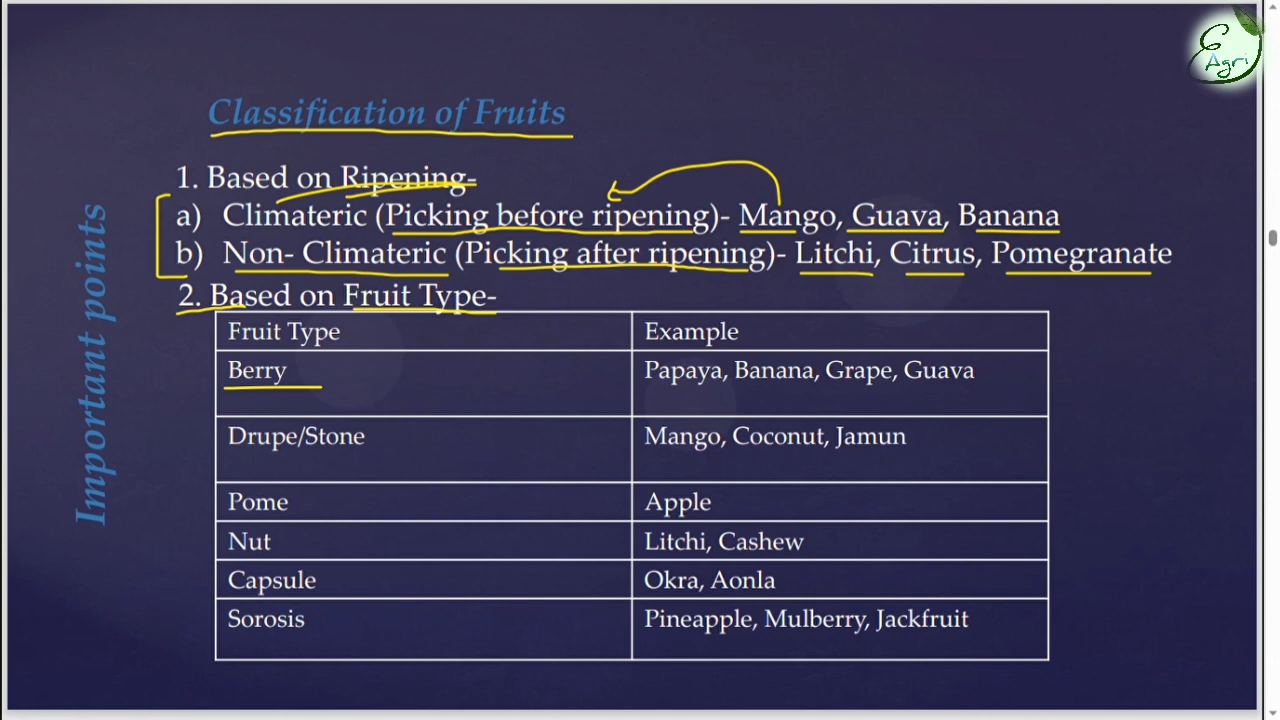 E Agri
Classification of Fruits
Important points
1. Based on Ripening-
a) Climateric (Picking before ripening)- Mango, Guava, Banana
b) Non- Climateric (Picking after ripening)- Litchi, Citrus, Pomegranate
2. Based on Fruit Type-
Fruit Type Example
Berry Papaya, Banana, Grape, Guava
Drupe/Stone Mango, Coconut, Jamun
Pome Apple
Nut Litchi, Cashew
Capsule Okra, Aonla
Sorosis Pineapple, Mulberry, Jackfruit